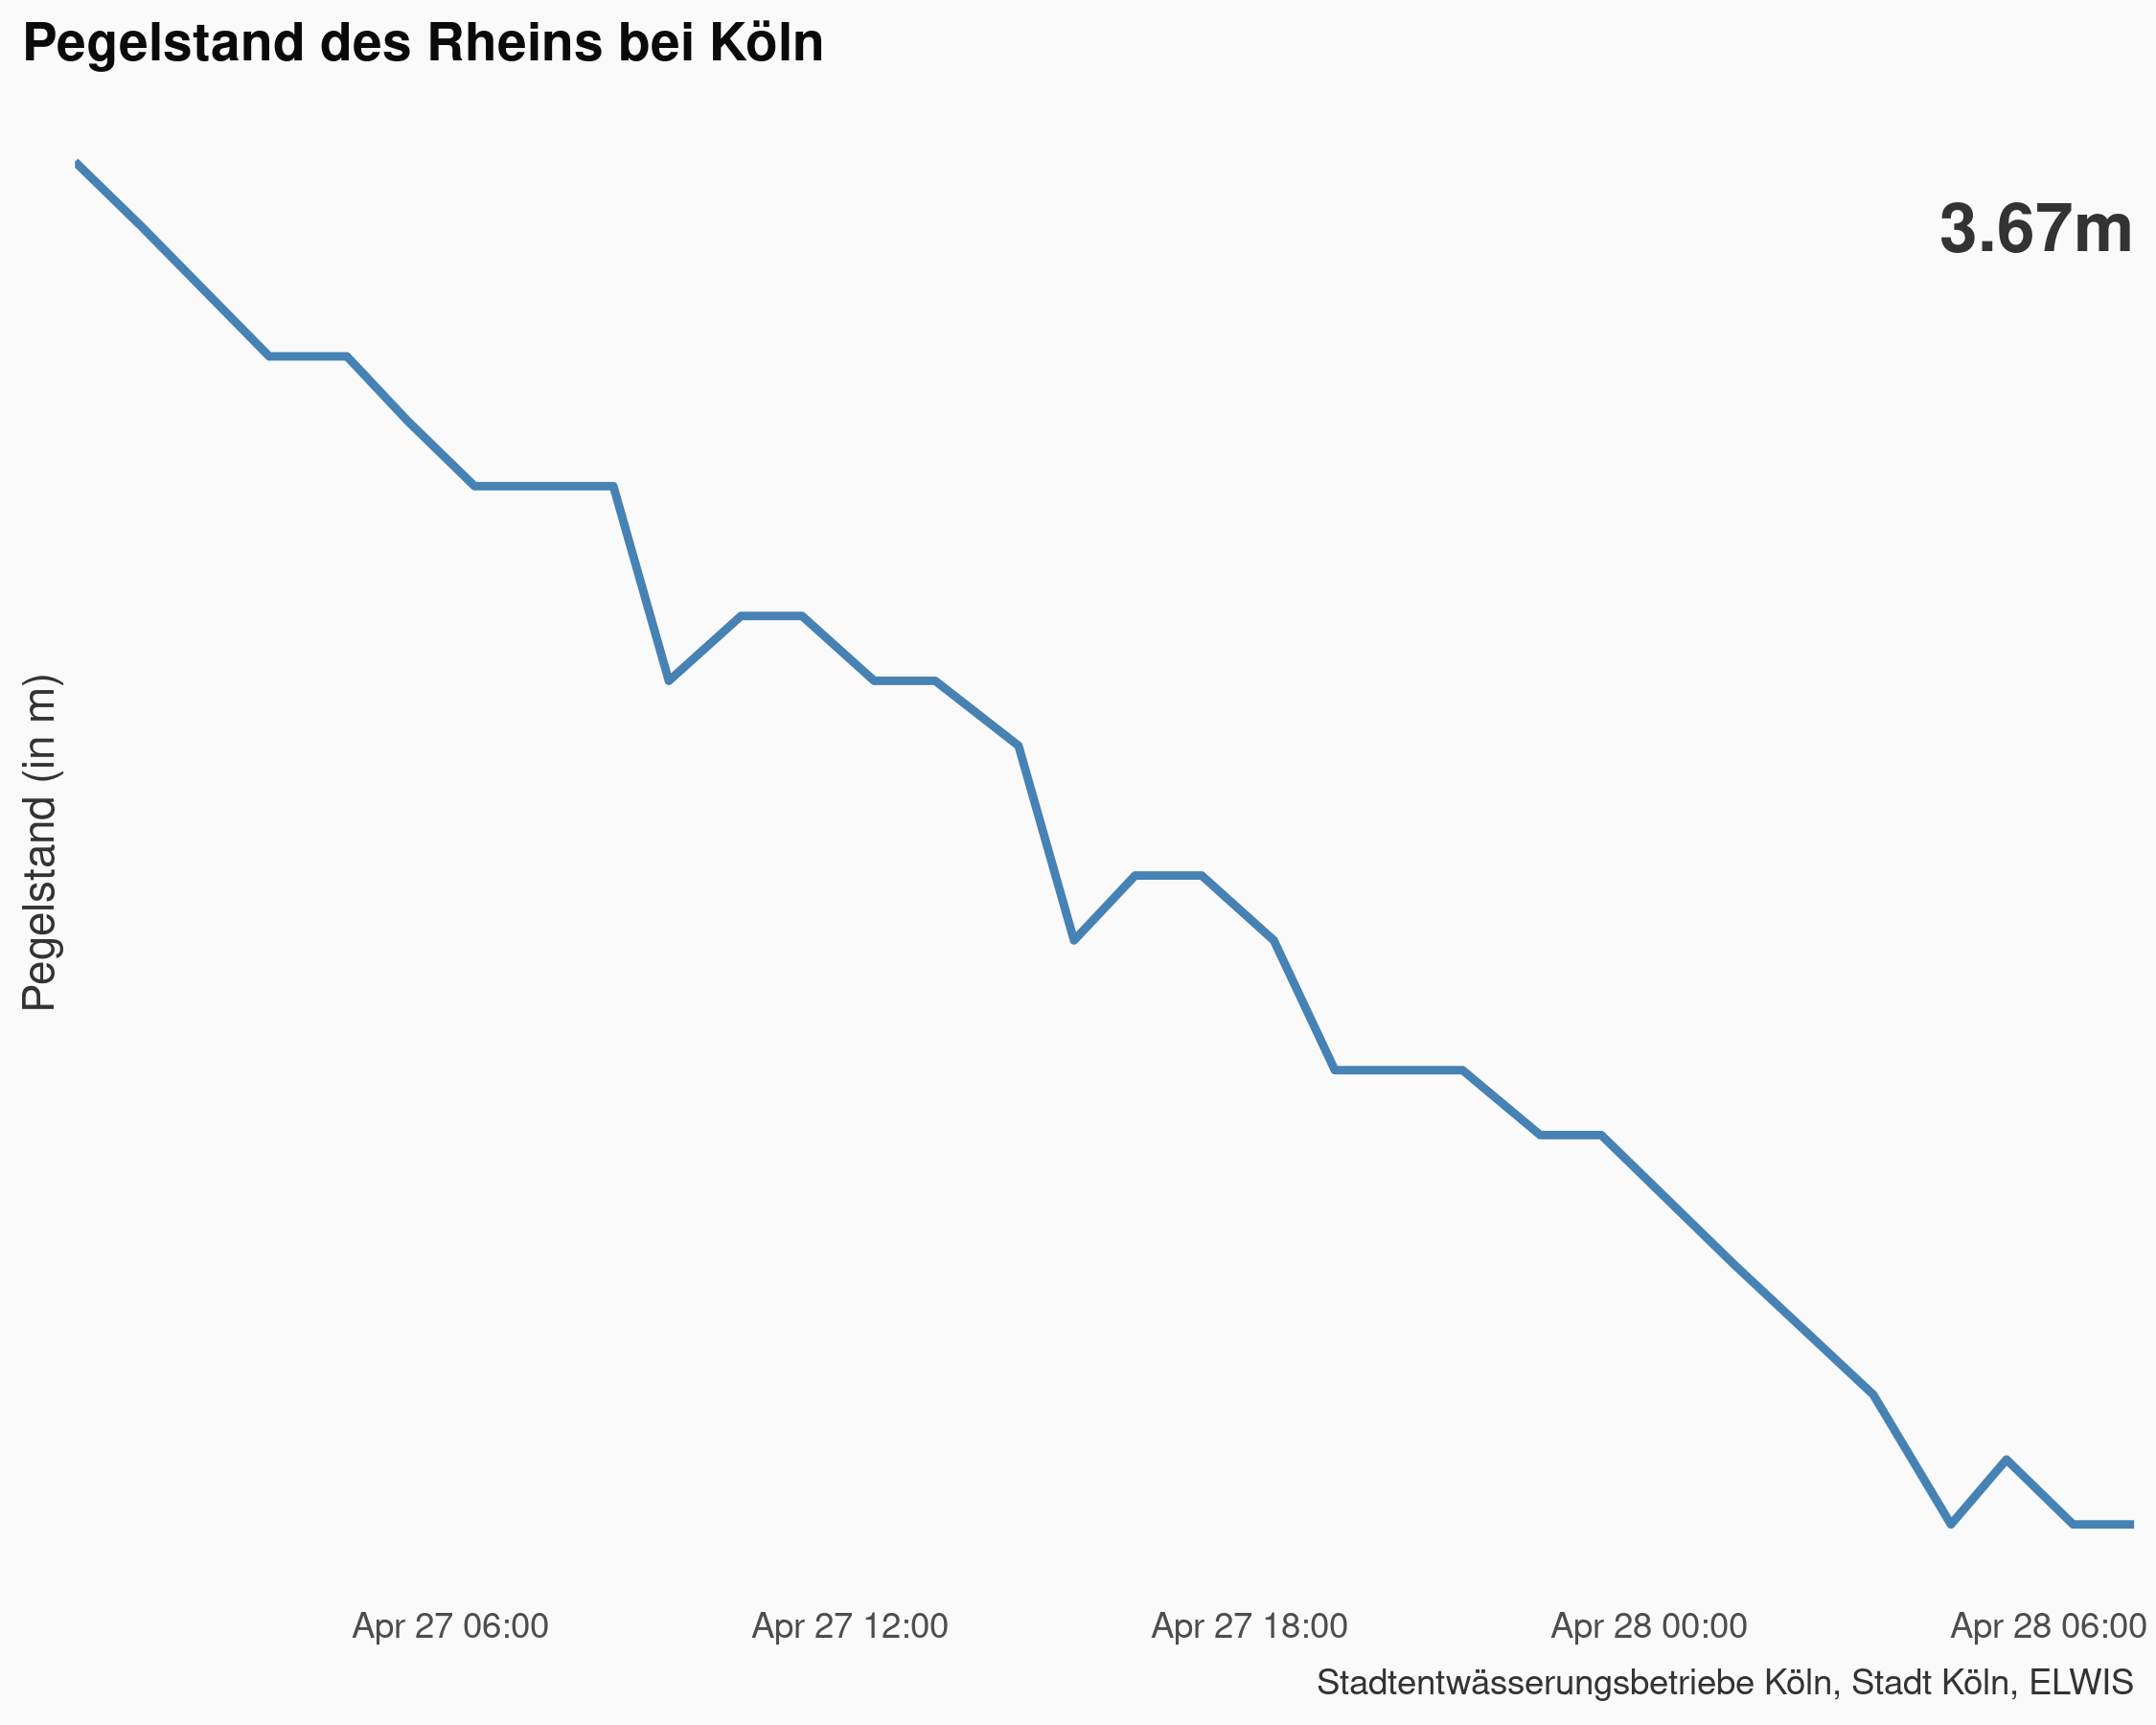 Pegelstand des Rheins bei Köln
3.67m
Pegelstand (in m)
Apr 27 06:00
Apr 27 12:00
Apr 27 18:00
Apr 28 00:00
Apr 28 06:00
Stadtentwässerungsbetriebe Köln, Stadt Köln, ELWIS